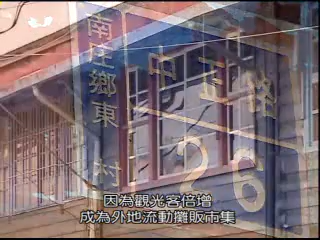 南庄鄉東村
中正路
26
因為觀光客倍增
成為外地流動攤販市集